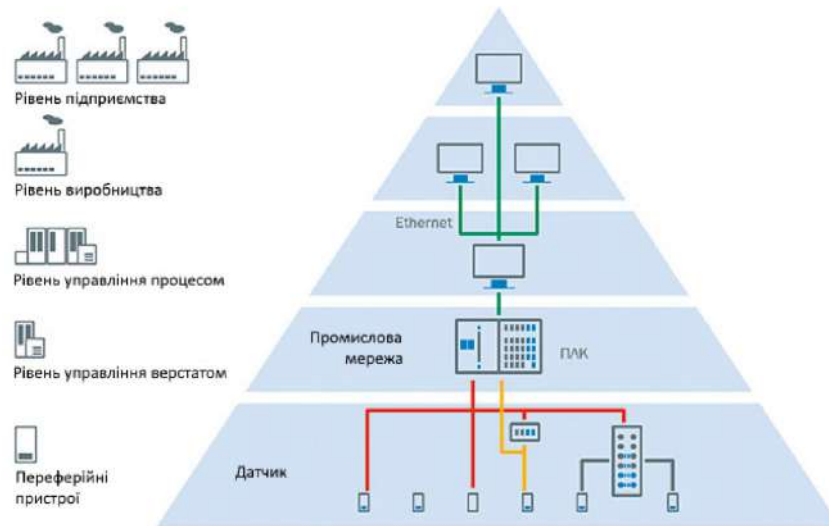 Рівень підприємства
Рівень виробництва
Ethernet
Рівень управління процесом
Промислова
мережа
ПЛК
Рівень управління верстатом
Датчик
Переферійні
пристрої